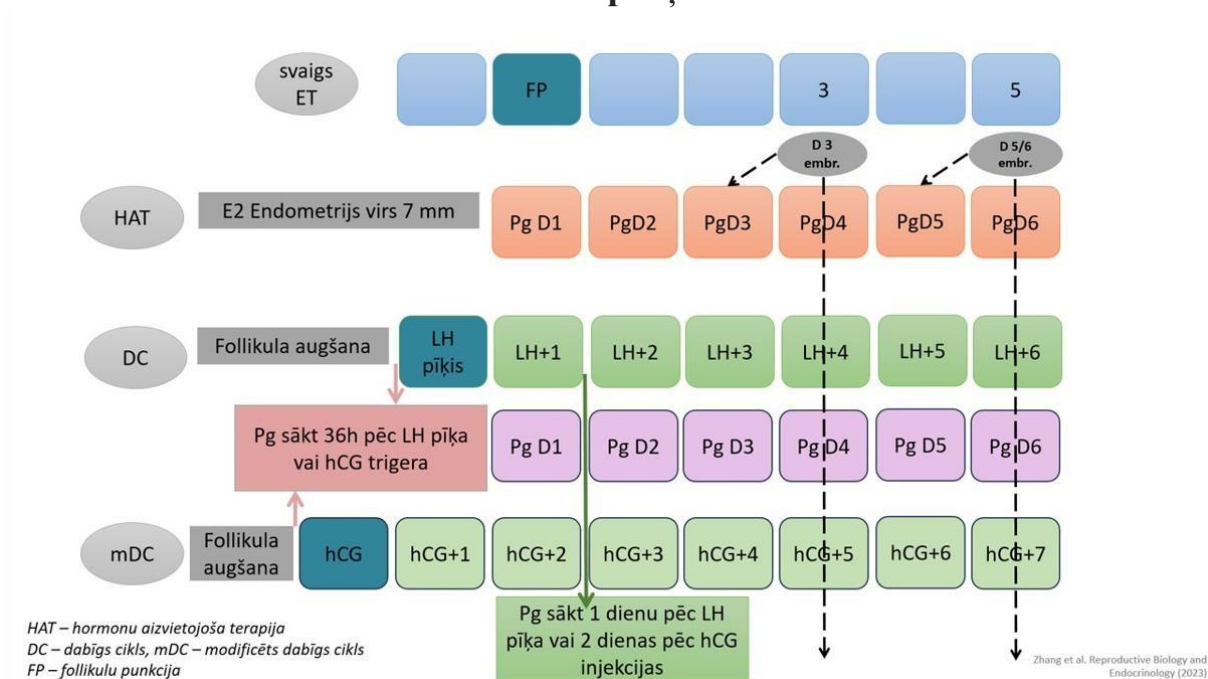 svaigs
ET
FP
3
5
D 3
embr.
D 5/6
embr.
HAT
E2 Endometrijs virs 7 mm
Pg D1
PgD2
PgD3
PgD4
PgD5
PgD6
DC
Follikula augšana
LH
pīķis
LH+1
LH+2
LH+3
LH+4
LH+5
LH+6
Pg sākt 36h pēc LH pīķa
vai hCG trigera
Pg D1
Pg D2
Pg D3
Pg D4
Pg D5
Pg D6
mDC
Follikula
augšana
hCG
hCG+1
hCG+2
hCG+3
hCG+4
hCG+5
hCG+6
hCG+7
Pg sākt 1 dienu pēc LH
pīķa vai 2 dienas pēc hCG
injekcijas
HAT – hormonu aizvietojoša terapija
DC – dabīgs cikls, mDC – modificēts dabīgs cikls
FP – follikulu punkcija
Zhang et al. Reproductive Biology and
Endocrinology (2023)